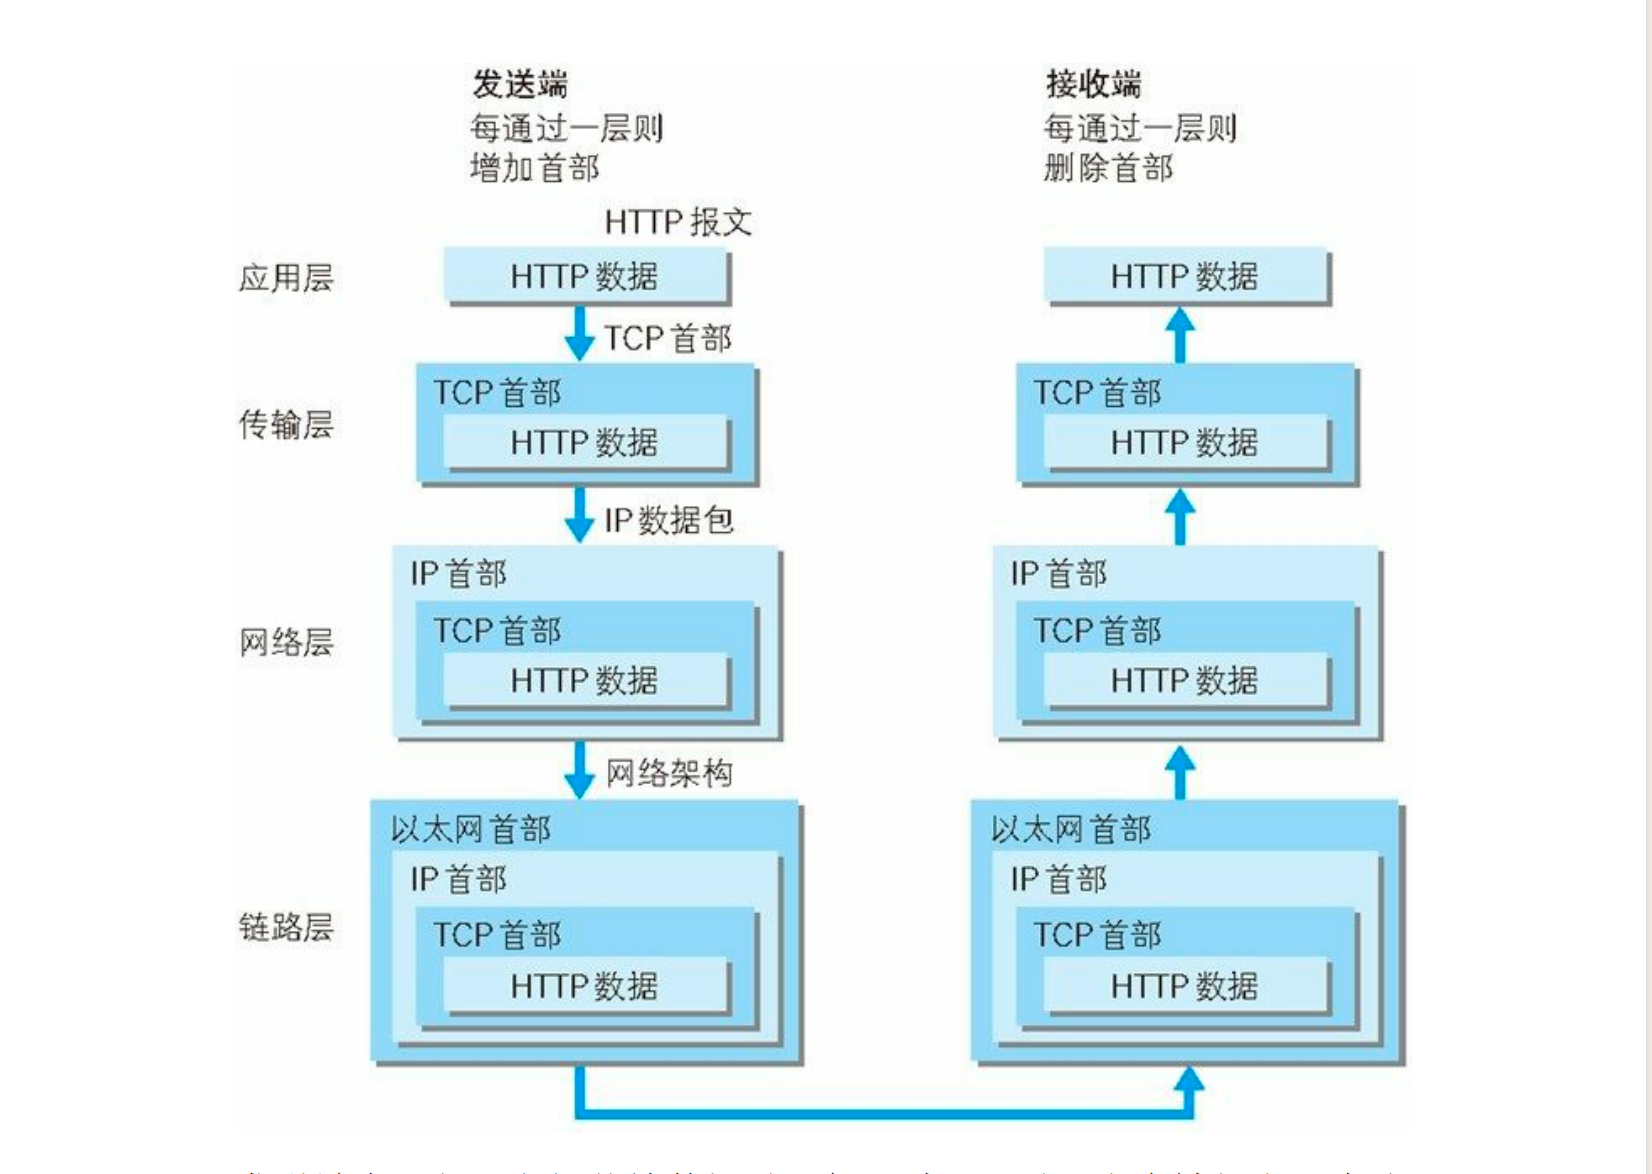 发送端
每通过一层则
增加首部
接收端
每通过一层则
删除首部
HTTP 报文
应用层
HTTP 数据
HTTP 数据
TCP 首部
传输层
TCP 首部
HTTP 数据
TCP 首部
HTTP 数据
IP 数据包
网络层
IP 首部
TCP 首部
HTTP 数据
IP 首部
TCP 首部
HTTP 数据
网络架构
链路层
以太网首部
IP 首部
TCP 首部
HTTP 数据
以太网首部
IP 首部
TCP 首部
HTTP 数据